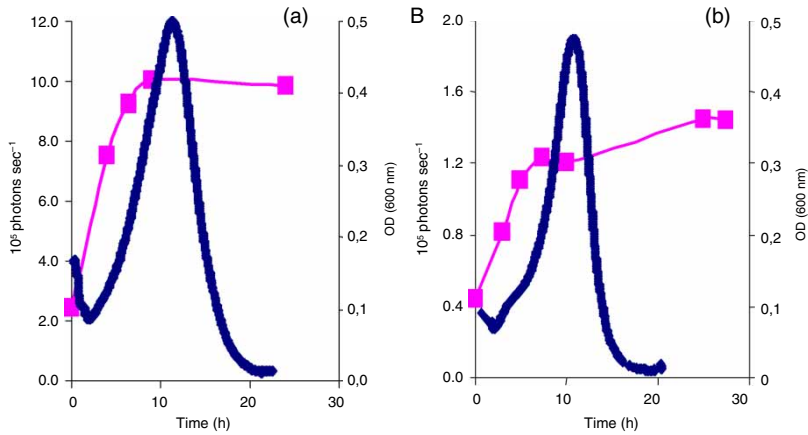 (a)
12.0
10.0
8.0
6.0
4.0
2.0
0.0
10⁵ photons sec⁻¹
0,5
0,4
0,3
0,2
0,1
0,0
OD (600 nm)
0 10 20 30
Time (h)
B
(b)
2.0
1.6
1.2
0.8
0.4
0.0
10⁵ photons sec⁻¹
0,5
0,4
0,3
0,2
0,1
0
OD (600 nm)
0 10 20 30
Time (h)